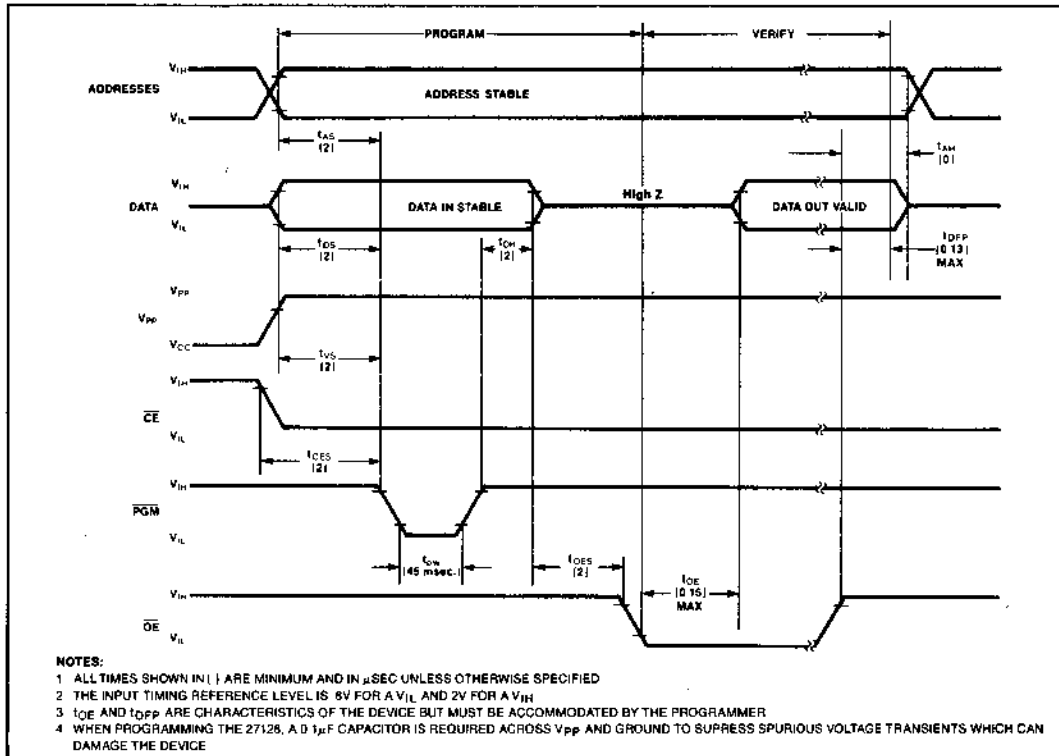 PROGRAM
VERIFY
ADDRESSES
VIH
VIL
ADDRESS STABLE
tAS
[2]
tAH
[0]
DATA
VIH
VIL
DATA IN STABLE
High Z
DATA OUT VALID
tDS
[2]
tDH
[2]
tDFP
[0 13]
MAX
VPP
VPP
VCC
tVS
[2]
CE
VIH
VIL
tCES
[2]
PGM
VIH
VIL
tPW
[45 msec.]
tOES
[2]
tOE
[0 15]
MAX
OE
VIH
VIL
NOTES:
1 ALL TIMES SHOWN IN [ ] ARE MINIMUM AND IN µSEC UNLESS OTHERWISE SPECIFIED
2 THE INPUT TIMING REFERENCE LEVEL IS 8V FOR A VIL AND 2V FOR A VIH
3 tOE AND tDFP ARE CHARACTERISTICS OF THE DEVICE BUT MUST BE ACCOMMODATED BY THE PROGRAMMER
4 WHEN PROGRAMMING THE 27128, A 0 1µF CAPACITOR IS REQUIRED ACROSS VPP AND GROUND TO SUPRESS SPURIOUS VOLTAGE TRANSIENTS WHICH CAN
DAMAGE THE DEVICE